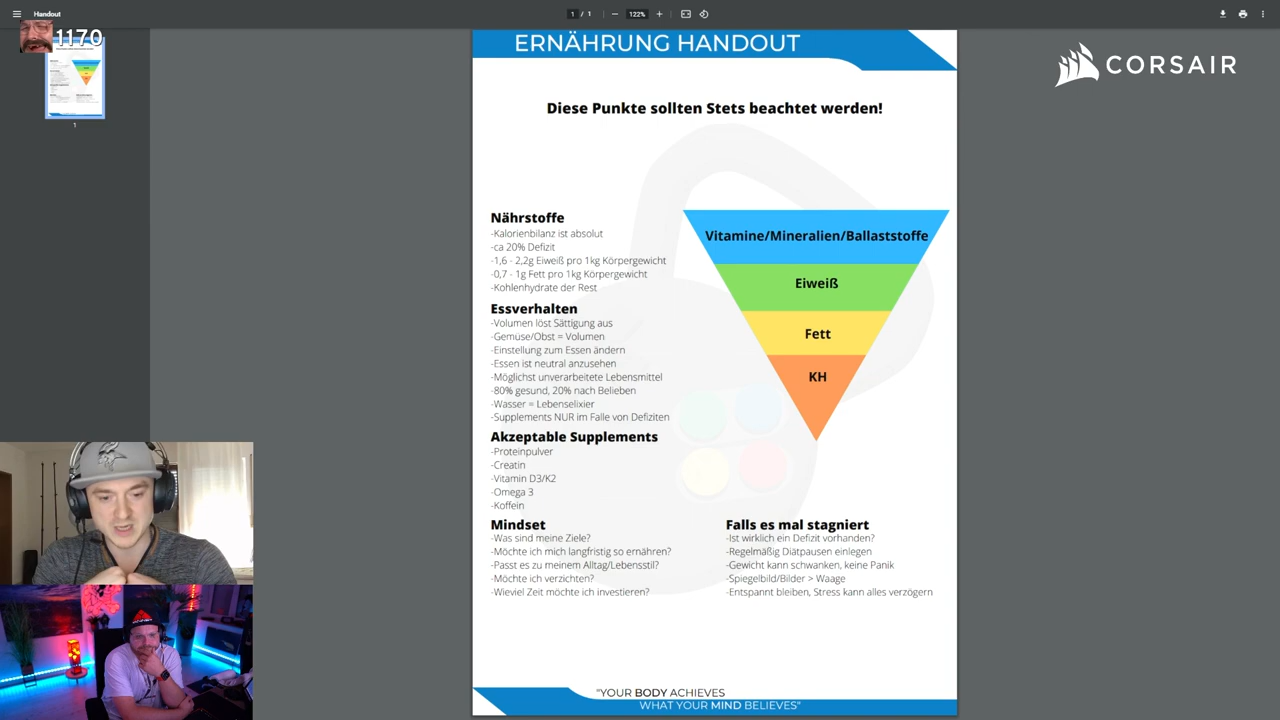 Handout
1 / 1
122%
1170
1
CORSAIR
ERNÄHRUNG HANDOUT
Diese Punkte sollten Stets beachtet werden!
Nährstoffe
-Kalorienbilanz ist absolut
-ca 20% Defizit
-1,6 - 2,2g Eiweiß pro 1kg Körpergewicht
-0,7 - 1g Fett pro 1kg Körpergewicht
-Kohlenhydrate der Rest
Vitamine/Mineralien/Ballaststoffe
Eiweiß
Fett
KH
Essverhalten
-Volumen löst Sättigung aus
-Gemüse/Obst = Volumen
-Einstellung zum Essen ändern
-Essen ist neutral anzusehen
-Möglichst unverarbeitete Lebensmittel
-80% gesund, 20% nach Belieben
-Wasser = Lebenselixier
-Supplements NUR im Falle von Defiziten
Akzeptable Supplements
-Proteinpulver
-Creatin
-Vitamin D3/K2
-Omega 3
-Koffein
Mindset
-Was sind meine Ziele?
-Möchte ich mich langfristig so ernähren?
-Passt es zu meinem Alltag/Lebensstil?
-Möchte ich verzichten?
-Wieviel Zeit möchte ich investieren?
Falls es mal stagniert
-Ist wirklich ein Defizit vorhanden?
-Regelmäßig Diätpausen einlegen
-Gewicht kann schwanken, keine Panik
-Spiegelbild/Bilder > Waage
-Entspannt bleiben, Stress kann alles verzögern
"YOUR BODY ACHIEVES
WHAT YOUR MIND BELIEVES"